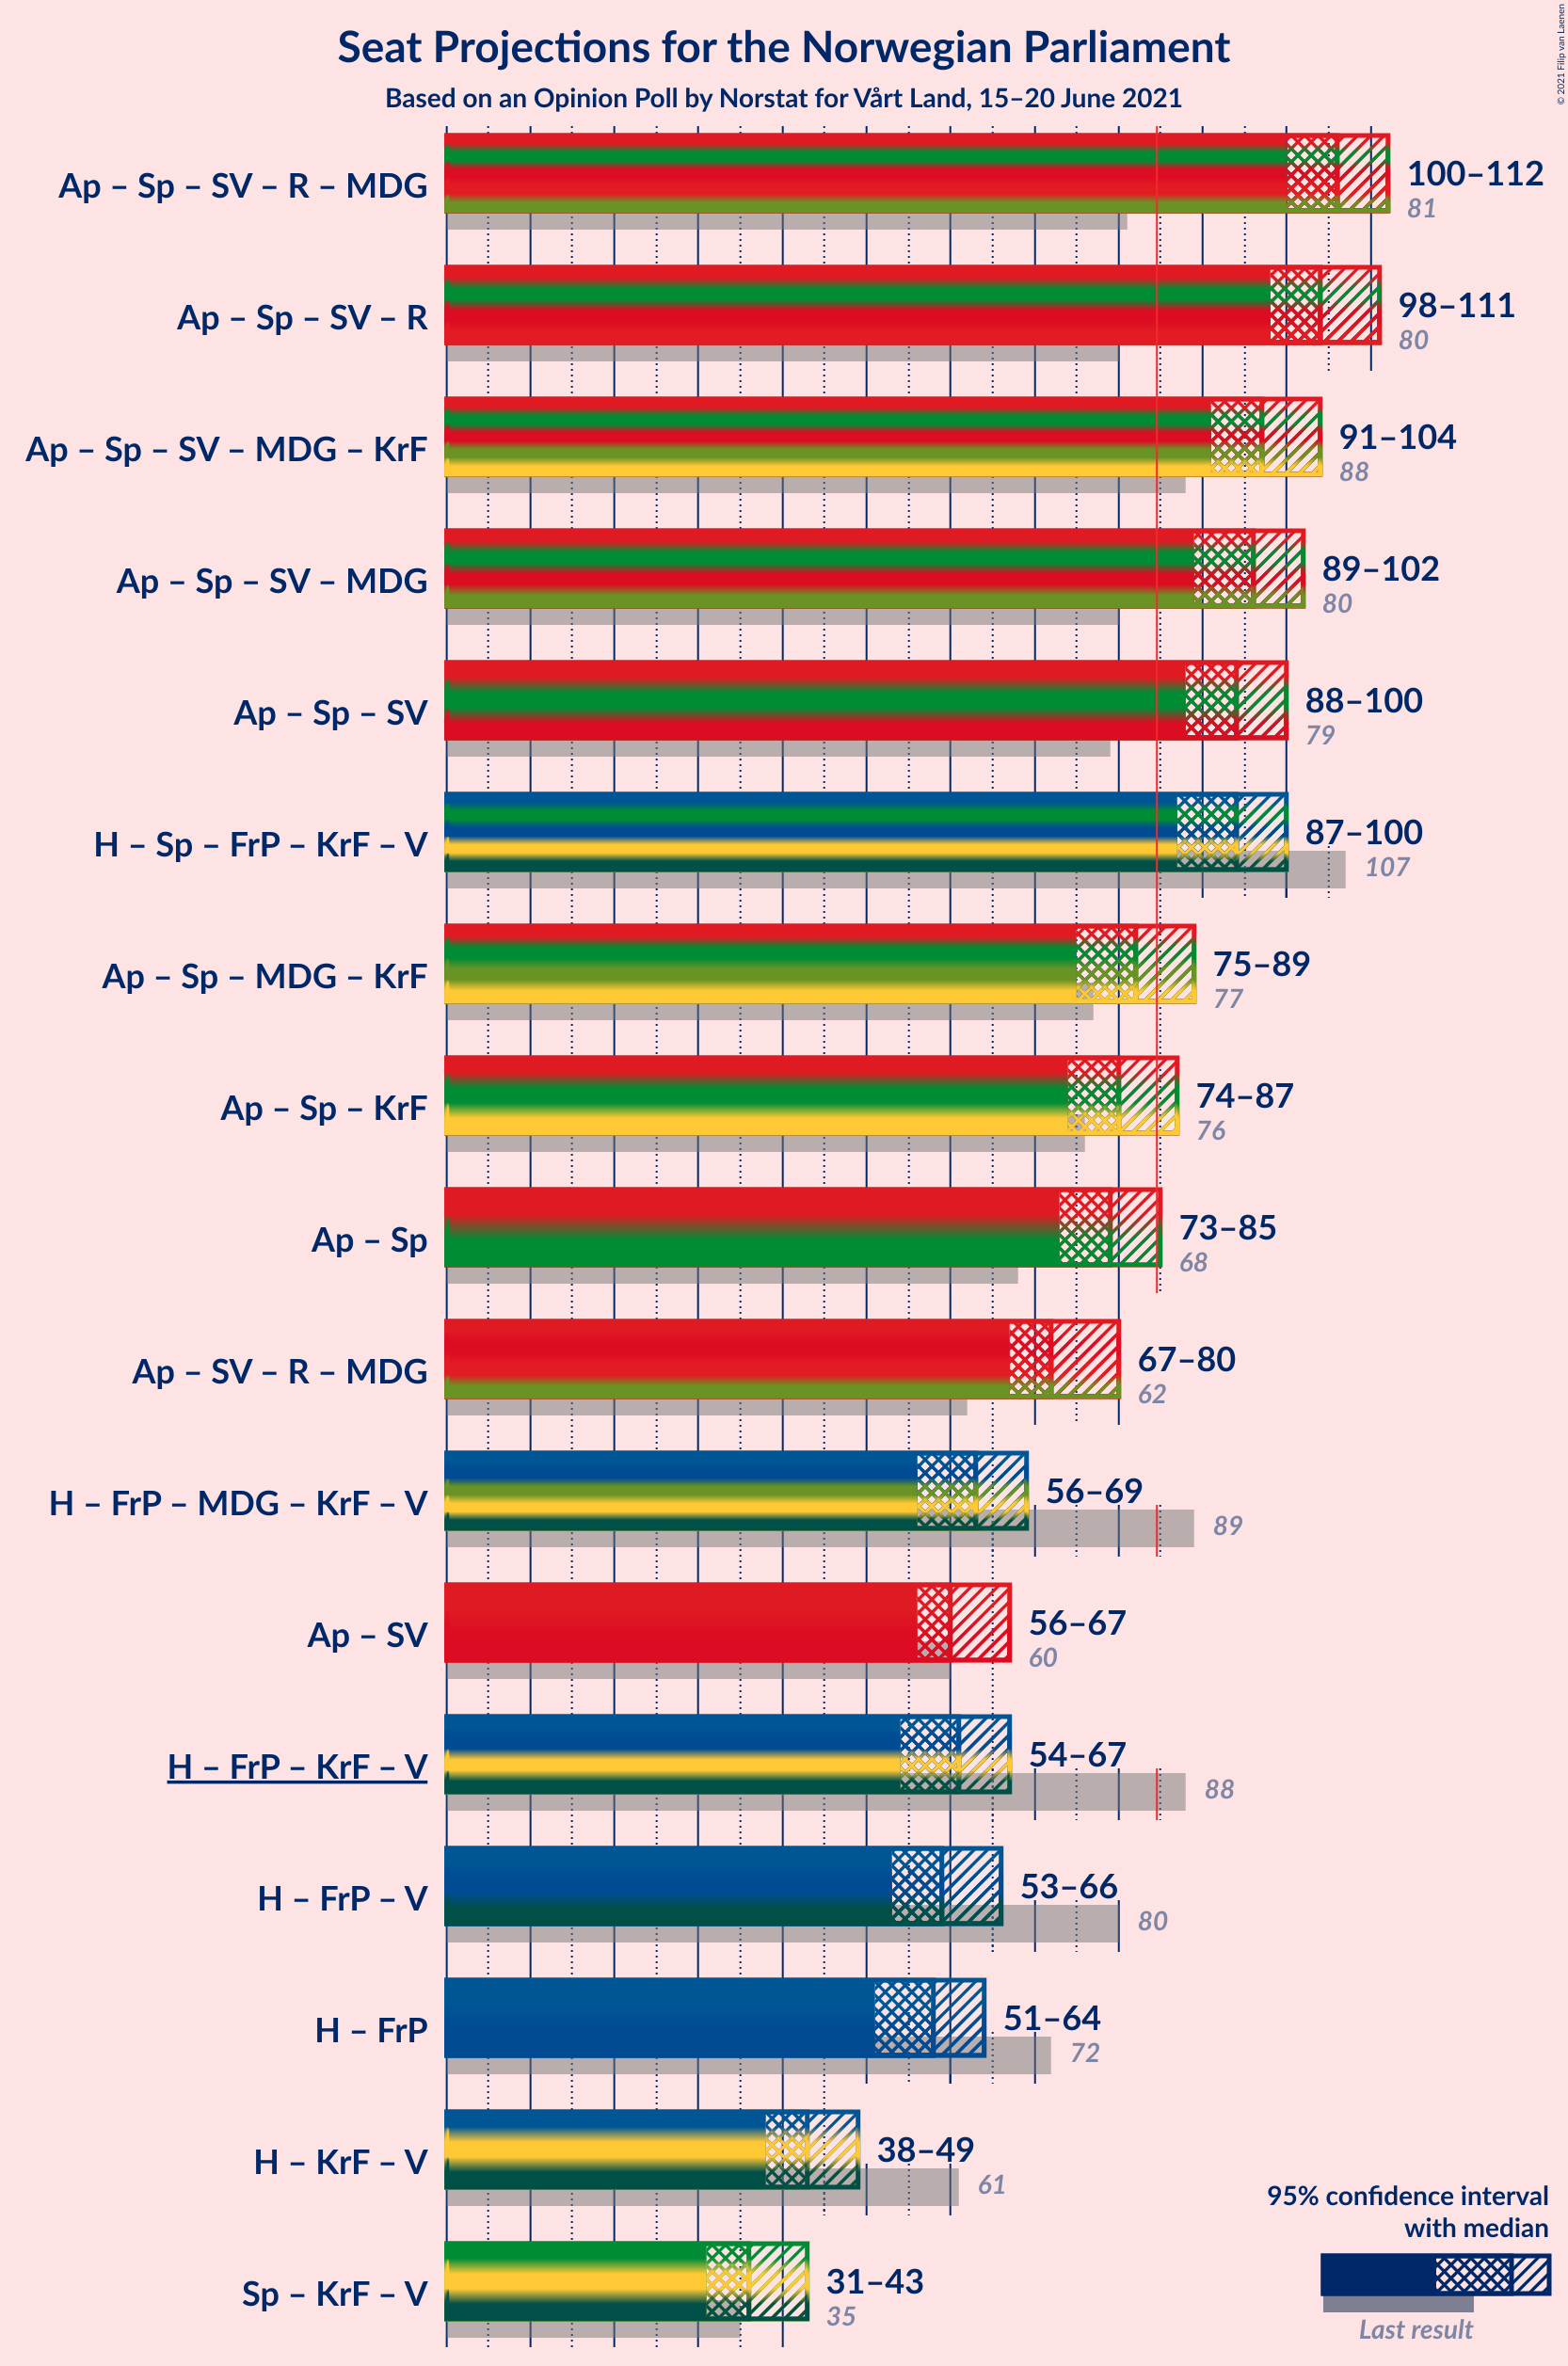 Seat Projections for the Norwegian Parliament
Based on an Opinion Poll by Norstat for Vårt Land, 15–20 June 2021
© 2021 Filip van Laenen
Ap – Sp – SV – R – MDG
100–112
81
Ap – Sp – SV – R
98–111
80
Ap – Sp – SV – MDG – KrF
91–104
88
Ap – Sp – SV – MDG
89–102
80
Ap – Sp – SV
88–100
79
H – Sp – FrP – KrF – V
87–100
107
Ap – Sp – MDG – KrF
75–89
77
Ap – Sp – KrF
74–87
76
Ap – Sp
73–85
68
Ap – SV – R – MDG
67–80
62
H – FrP – MDG – KrF – V
56–69
89
Ap – SV
56–67
60
H – FrP – KrF – V
54–67
88
H – FrP – V
53–66
80
H – FrP
51–64
72
H – KrF – V
38–49
61
Sp – KrF – V
31–43
35
95% confidence interval
with median
Last result